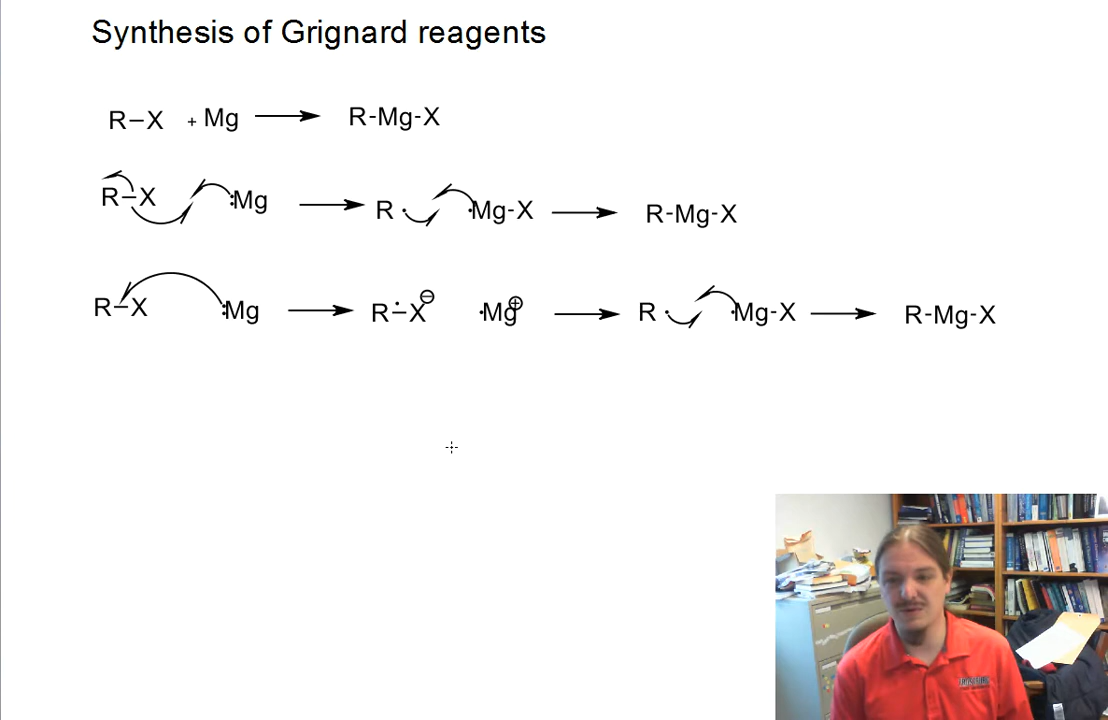 Synthesis of Grignard reagents
R–X + Mg ⟶ R-Mg-X
R–X :Mg ⟶ R· ·Mg-X ⟶ R-Mg-X
R–X :Mg ⟶ R∸X⊖ ·Mg⊕ ⟶ R· ·Mg-X ⟶ R-Mg-X